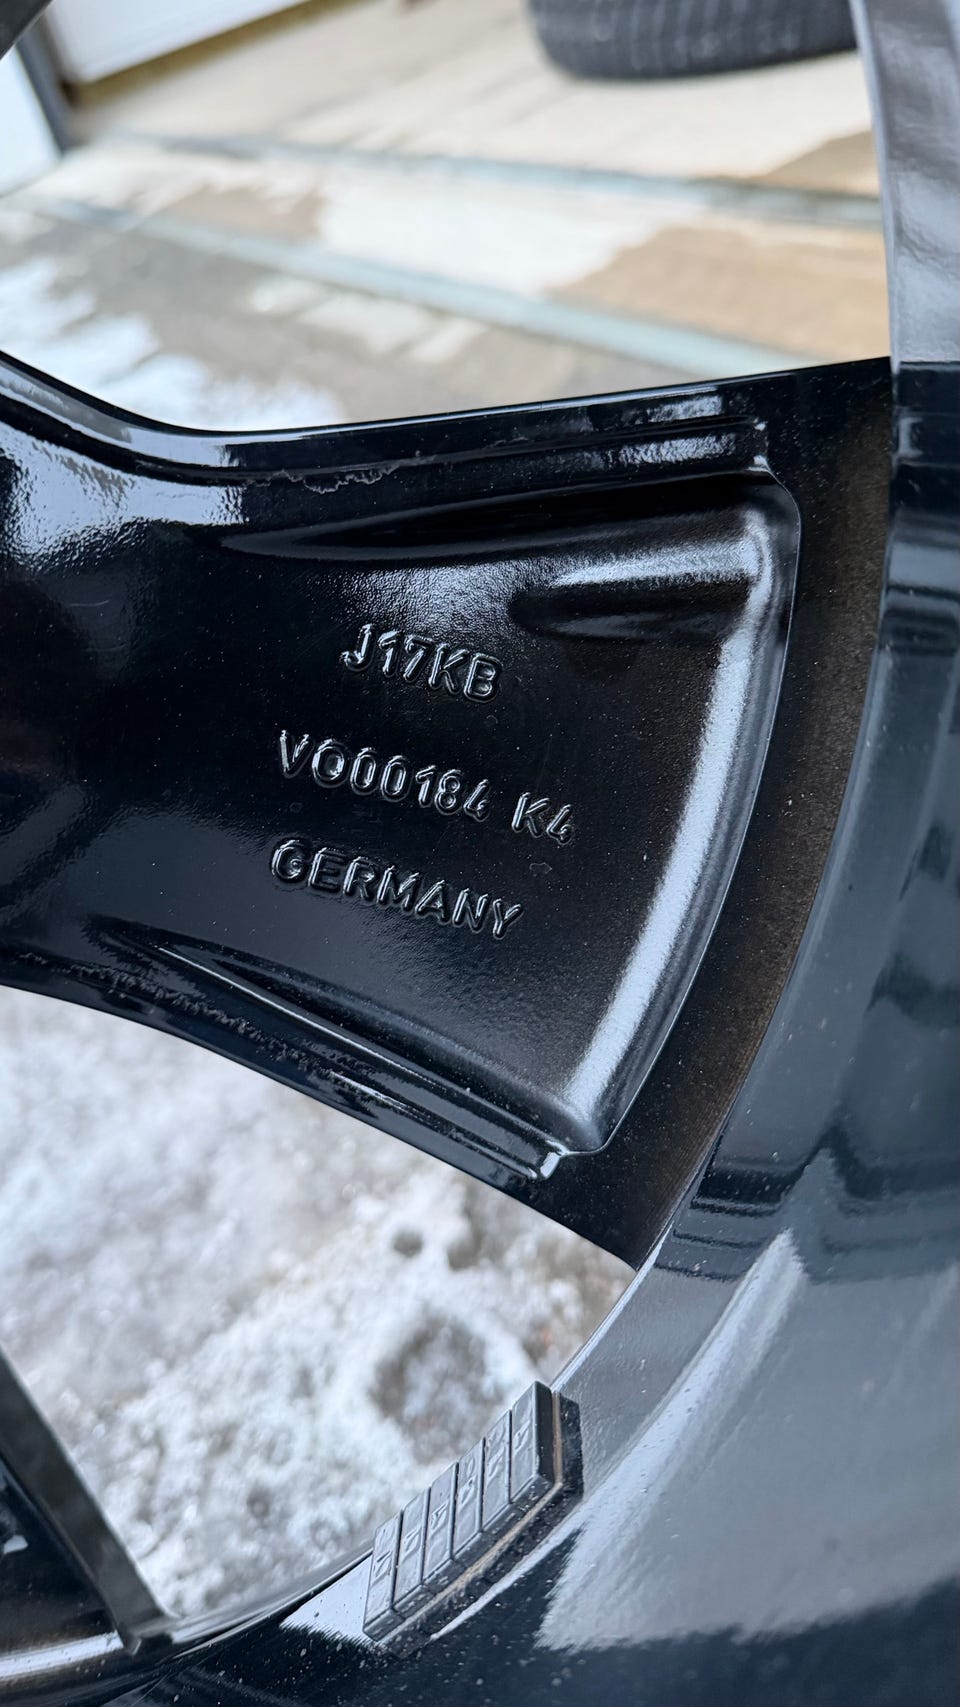 J17KB
VO00184 K4
GERMANY